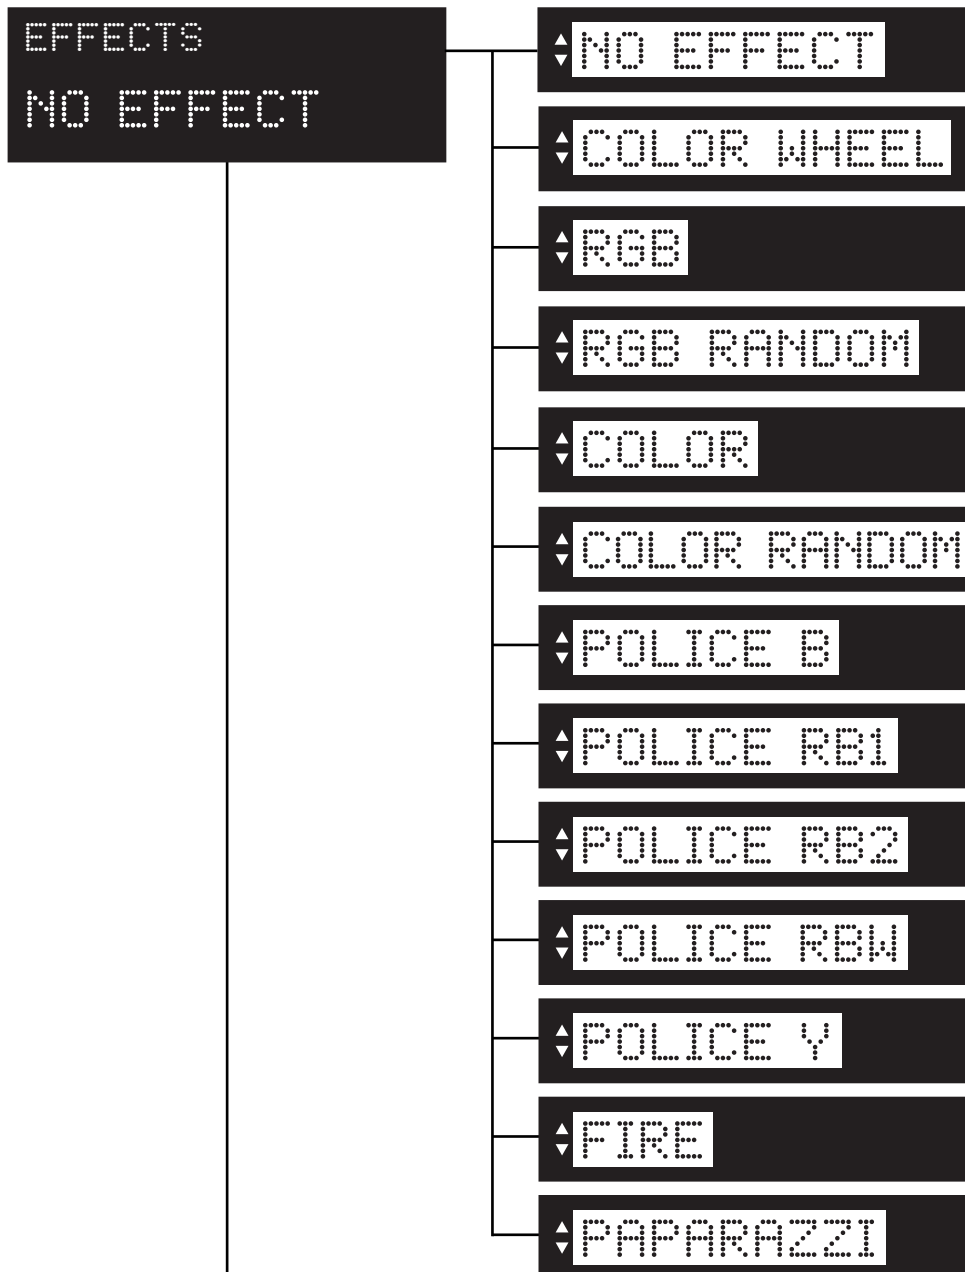 EFFECTS
NO EFFECT
NO EFFECT
COLOR WHEEL
RGB
RGB RANDOM
COLOR
COLOR RANDOM
POLICE B
POLICE RB1
POLICE RB2
POLICE RBW
POLICE Y
FIRE
PAPARAZZI